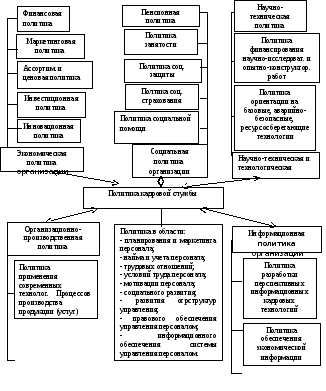 Финансовая
политика
Маркетинговая
политика
Ассортим и
ценовая политика
Инвестиционная
политика
Инновационная
политика
Экономическая
политика
организации
Пенсионная
политика
Политика
занятости
Политика соц.
защиты
Политка соц.
страхования
Политика социальной
помощи
Социальная
политика
организации
Научно-
техническая
политика
Политика
финансирования
научно-исследоват. и
опытно-конструктор.
работ
Политика
ориентации на
базовые, аварийно-
безопасные,
ресурсосберегающие
технологии
Научно-техническая и
технологическая
Политика кадровой службы
Организационно-
производственная
политика
Политика
применения
современных
технолог. Процессов
производства
продукции (услуг)
Политика в области:
- планирования и маркетинга
персонала;
- найма и учета персонала;
- трудовых отношений;
- условий труда персонала;
- мотивации персонала;
- социального развития;
- развития оргструктур
управления;
- правового обеспечения
управления персоналом;
- информационного
обеспечения системы
управления персоналом.
Информационная
политика
организации
Политика
разработки
перспективных
информационных
кадровых
технологий
Политика
обеспечения
экономической
информации